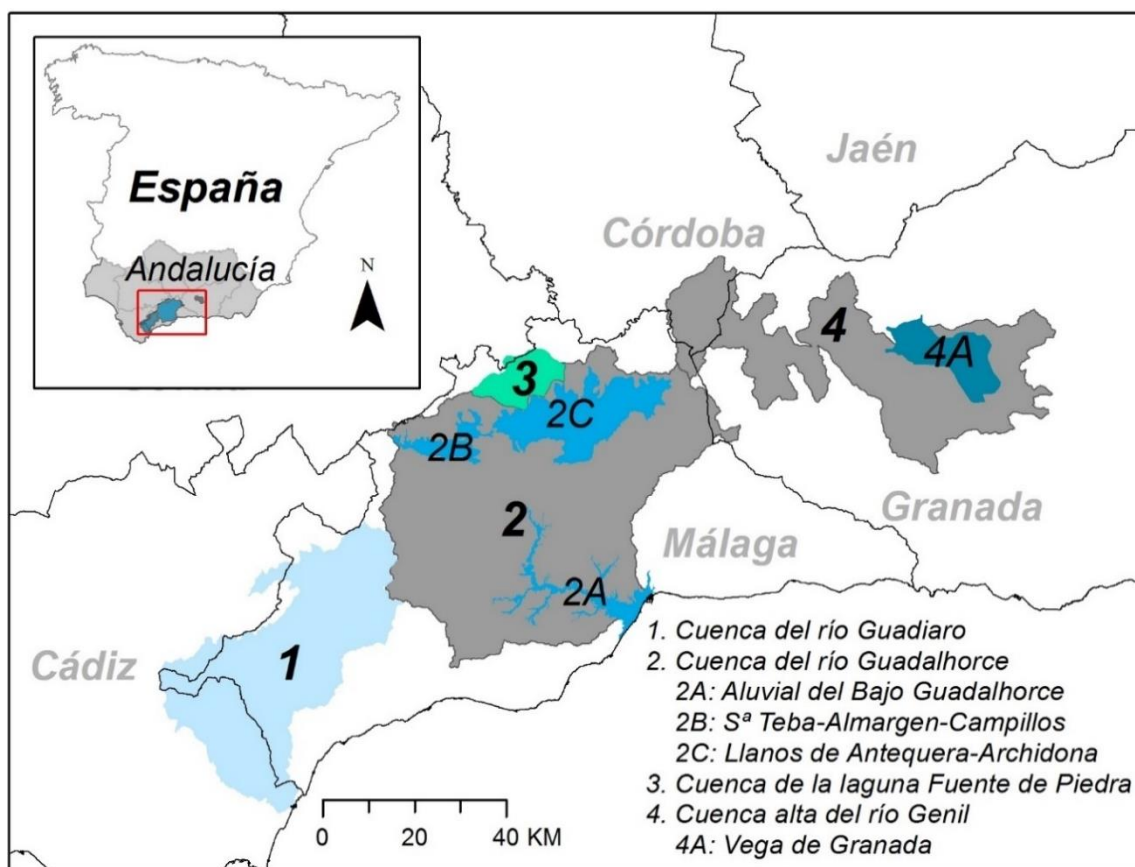 España
Andalucía
N
Jaén
Córdoba
4
4A
3
2C
2B
Granada
2
Málaga
2A
Cádiz
1
1. Cuenca del río Guadiaro
2. Cuenca del río Guadalhorce
2A: Aluvial del Bajo Guadalhorce
2B: Sª Teba-Almargen-Campillos
2C: Llanos de Antequera-Archidona
3. Cuenca de la laguna Fuente de Piedra
4. Cuenca alta del río Genil
4A: Vega de Granada
0 20 40 KM